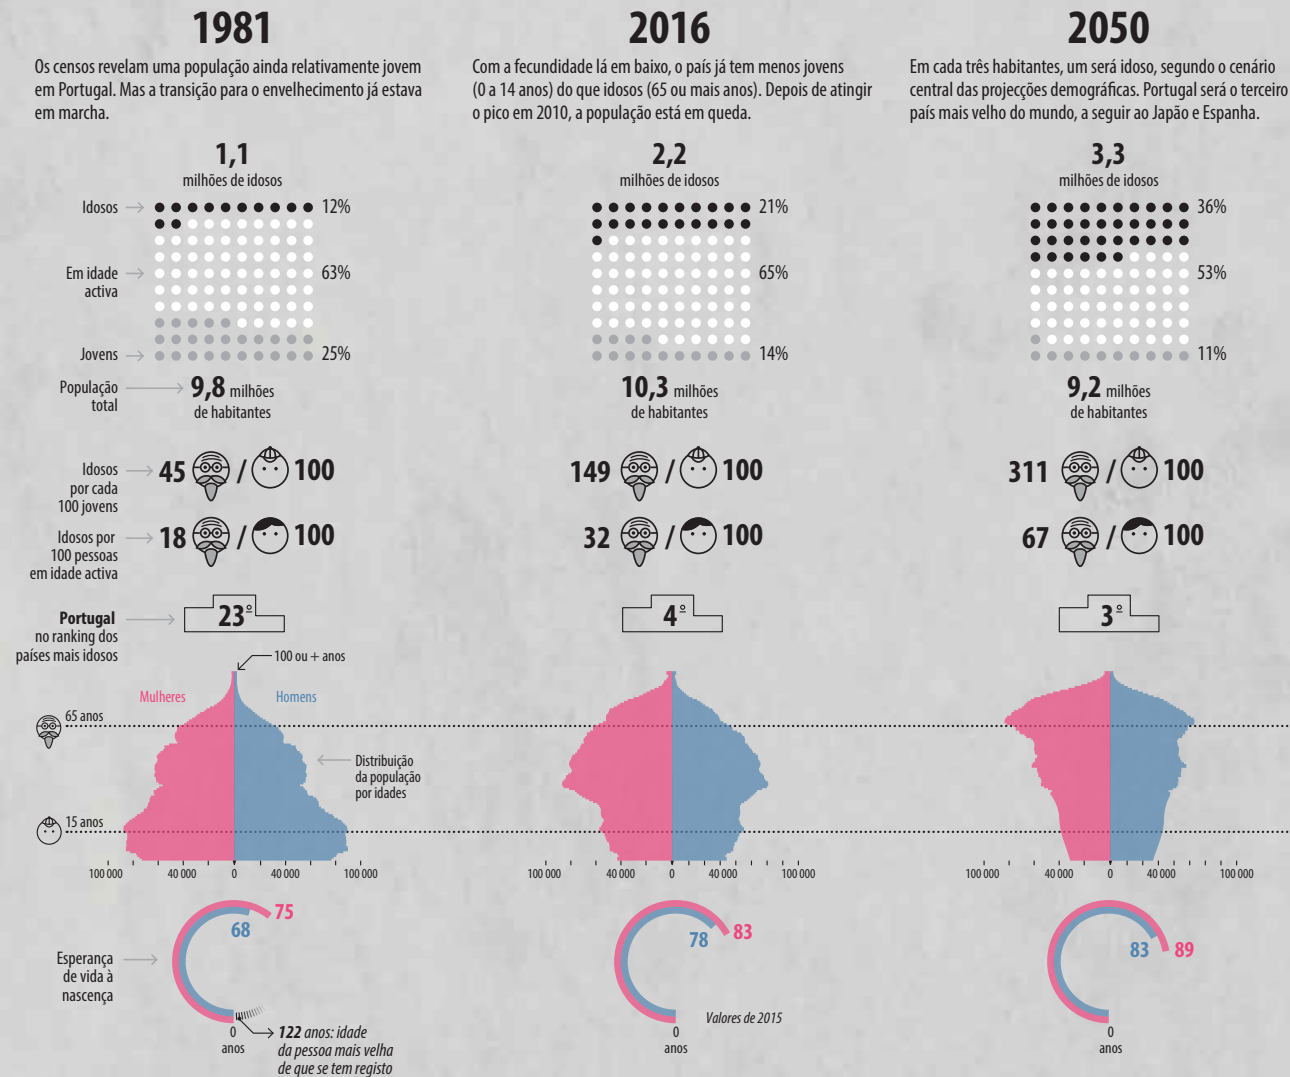 1981
Os censos revelam uma população ainda relativamente jovem
em Portugal. Mas a transição para o envelhecimento já estava
em marcha.
2016
Com a fecundidade lá em baixo, o país já tem menos jovens
(0 a 14 anos) do que idosos (65 ou mais anos). Depois de atingir
o pico em 2010, a população está em queda.
2050
Em cada três habitantes, um será idoso, segundo o cenário
central das projecções demográficas. Portugal será o terceiro
país mais velho do mundo, a seguir ao Japão e Espanha.
1,1
milhões de idosos
2,2
milhões de idosos
3,3
milhões de idosos
Idosos
12%
21%
36%
Em idade
activa
63%
65%
53%
Jovens
25%
14%
11%
População
total
9,8 milhões
de habitantes
10,3 milhões
de habitantes
9,2 milhões
de habitantes
Idosos
por cada
100 jovens
45 / 100
149 / 100
311 / 100
Idosos por
100 pessoas
em idade activa
18 / 100
32 / 100
67 / 100
Portugal
no ranking dos
países mais idosos
23º
4º
3º
100 ou + anos
Mulheres
Homens
65 anos
Distribuição
da população
por idades
15 anos
100 000 40 000 0 40 000 100 000
100 000 40 000 0 40 000 100 000
100 000 40 000 0 40 000 100 000
Esperança
de vida à
nascença
75
68
0
anos
122 anos: idade
da pessoa mais velha
de que se tem registo
83
78
0
anos
Valores de 2015
83
89
0
anos